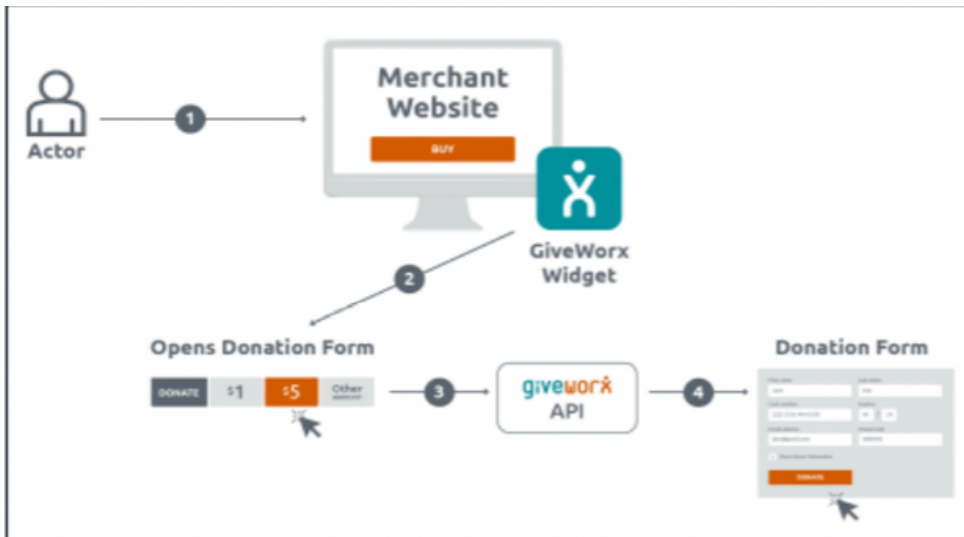 Merchant
Website
BUY
1
Actor
GiveWorx
Widget
2
Opens Donation Form
DONATE
$1
$5
Other
amount
3
giveworx
API
4
Donation Form
DONATE